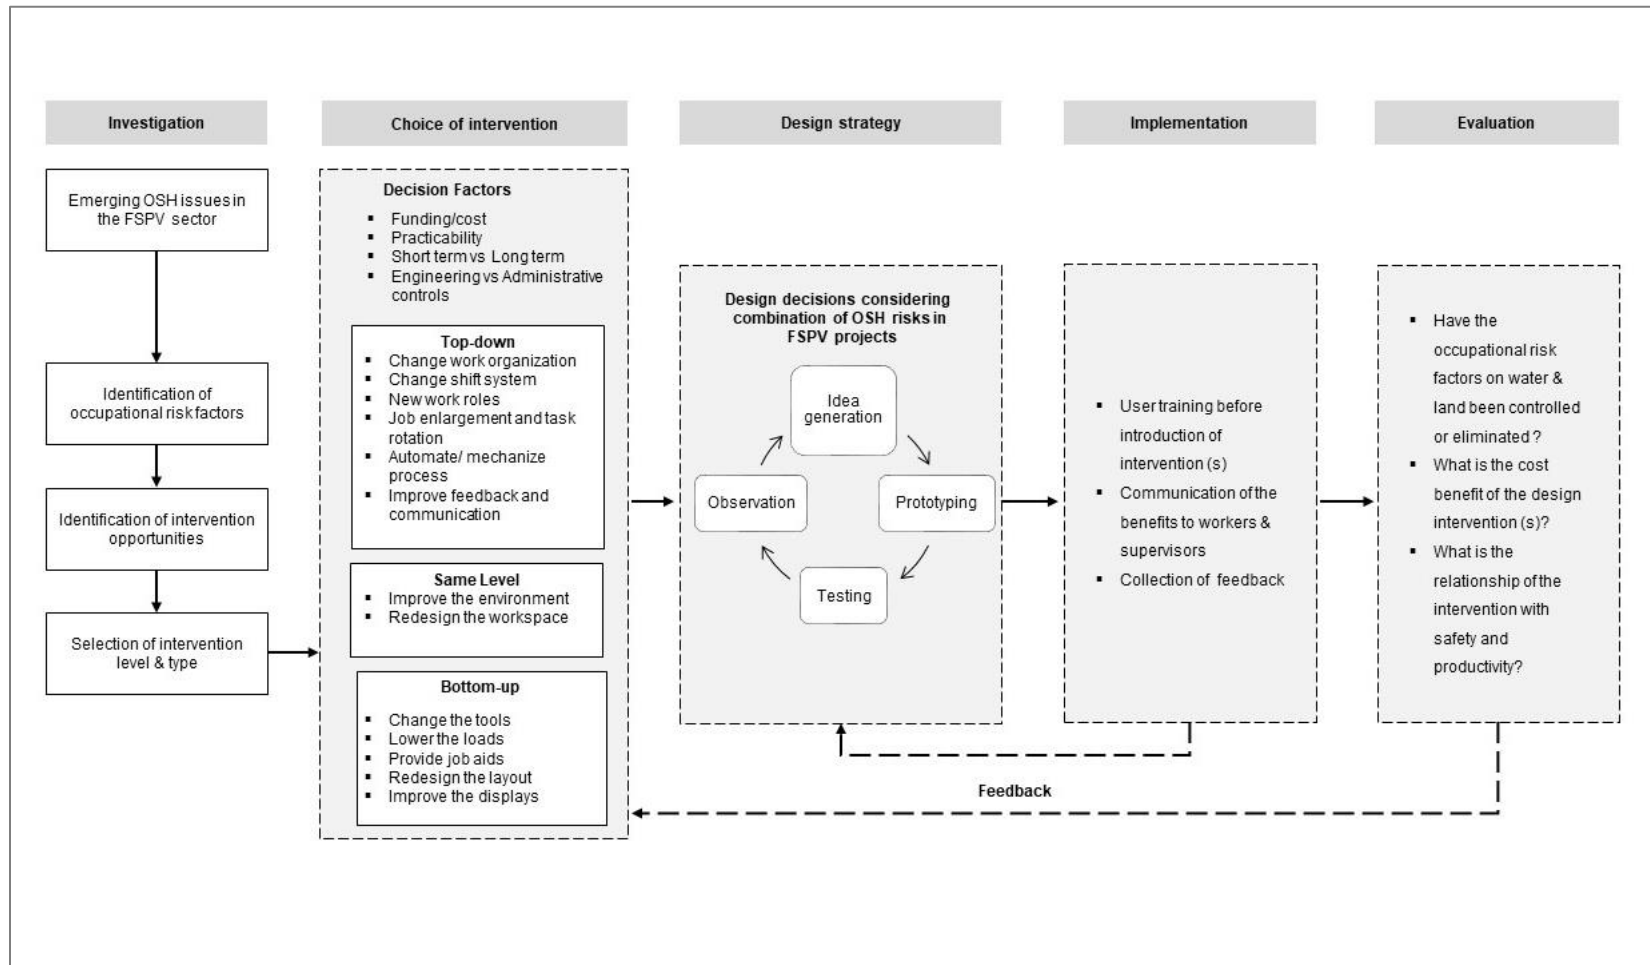 Investigation
Choice of intervention
Design strategy
Implementation
Evaluation
Emerging OSH issues in
the FSPV sector
Identification of
occupational risk factors
Identification of intervention
opportunities
Selection of intervention
level & type
Decision Factors
▪ Funding/cost
▪ Practicability
▪ Short term vs Long term
▪ Engineering vs Administrative
controls
Top-down
▪ Change work organization
▪ Change shift system
▪ New work roles
▪ Job enlargement and task
rotation
▪ Automate/ mechanize
process
▪ Improve feedback and
communication
Same Level
▪ Improve the environment
▪ Redesign the workspace
Bottom-up
▪ Change the tools
▪ Lower the loads
▪ Provide job aids
▪ Redesign the layout
▪ Improve the displays
Design decisions considering
combination of OSH risks in
FSPV projects
Idea
generation
Observation
Prototyping
Testing
▪ User training before
introduction of
intervention (s)
▪ Communication of the
benefits to workers &
supervisors
▪ Collection of feedback
▪ Have the
occupational risk
factors on water &
land been controlled
or eliminated ?
▪ What is the cost
benefit of the design
intervention (s)?
▪ What is the
relationship of the
intervention with
safety and
productivity?
Feedback